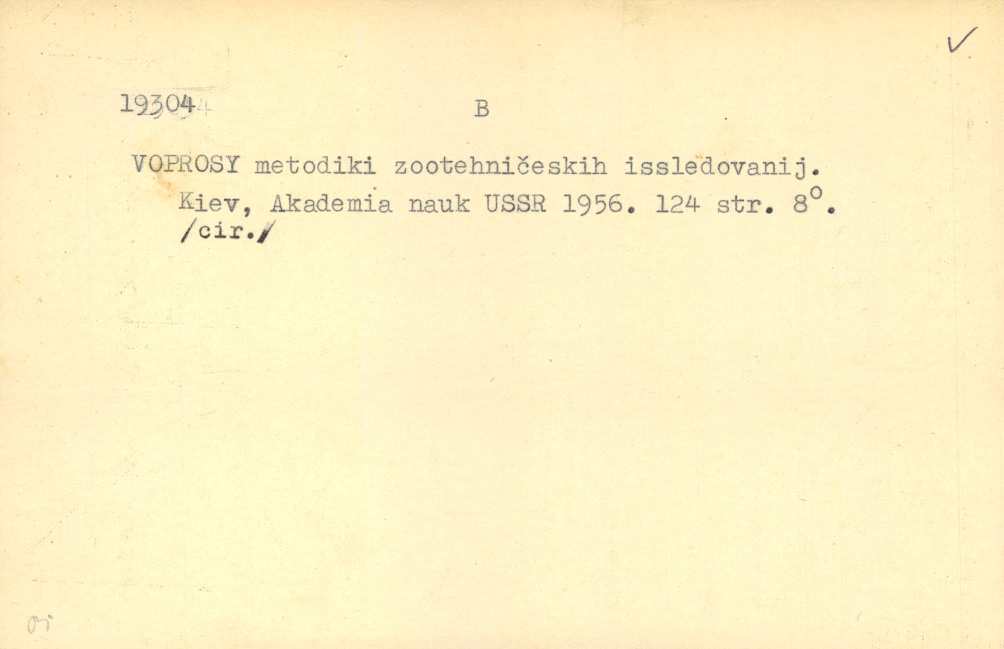 19304 B
VOPROSY metodiki zootehničeskih issledovanij.
Kiev, Akademia nauk USSR 1956. 124 str. 8°.
/cir./